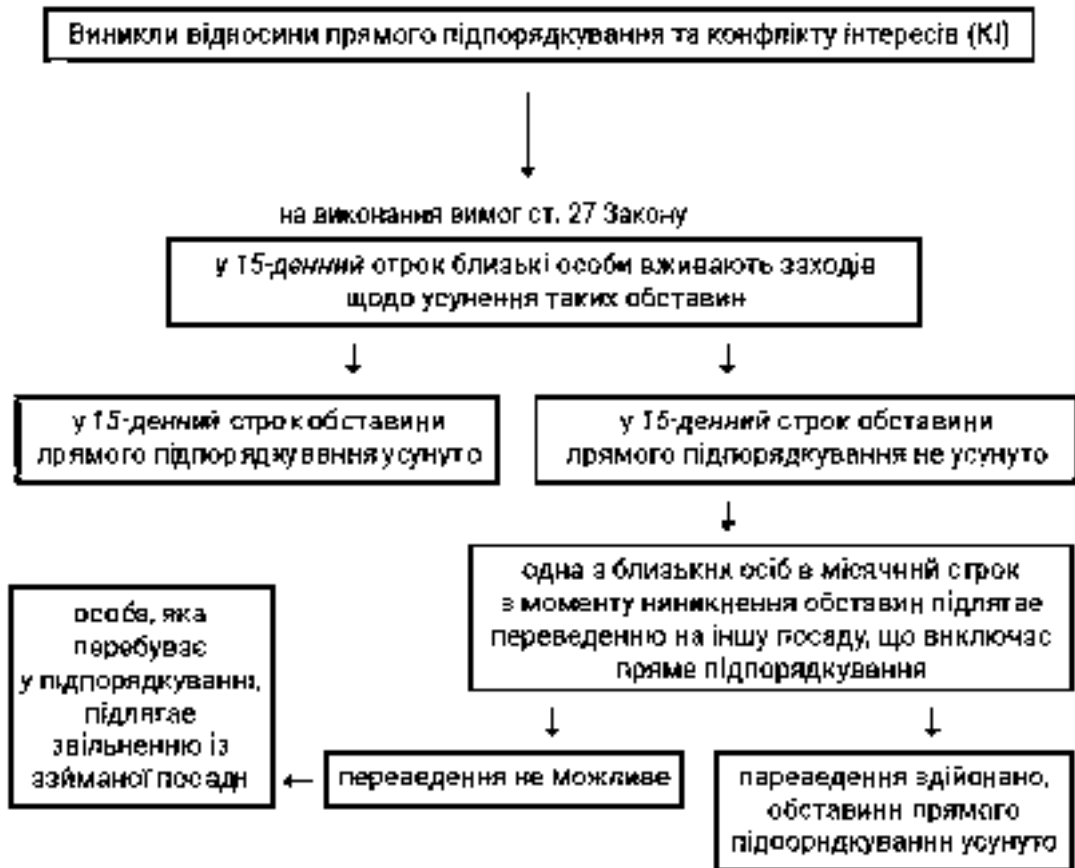 Виникли відносини прямого підпорядкування та конфлікту інтересів (КІ)
на виконання вимог ст. 27 Закону
у 15-денний строк близькі особи вживають заходів
щодо усунення таких обставин
у 15-денний строк обставини
прямого підпорядкування усунуто
у 15-денний строк обставини
прямого підпорядкування не усунуто
одна з близьких осіб в місячний строк
з моменту виникнення обставин підлягає
переведенню на іншу посаду, що виключає
пряме підпорядкування
особа, яка
перебуває
у підпорядкуванні,
підлягає
звільненню із
займаної посади
переведення не можливе
переведення здійснено,
обставини прямого
підпорядкування усунуто